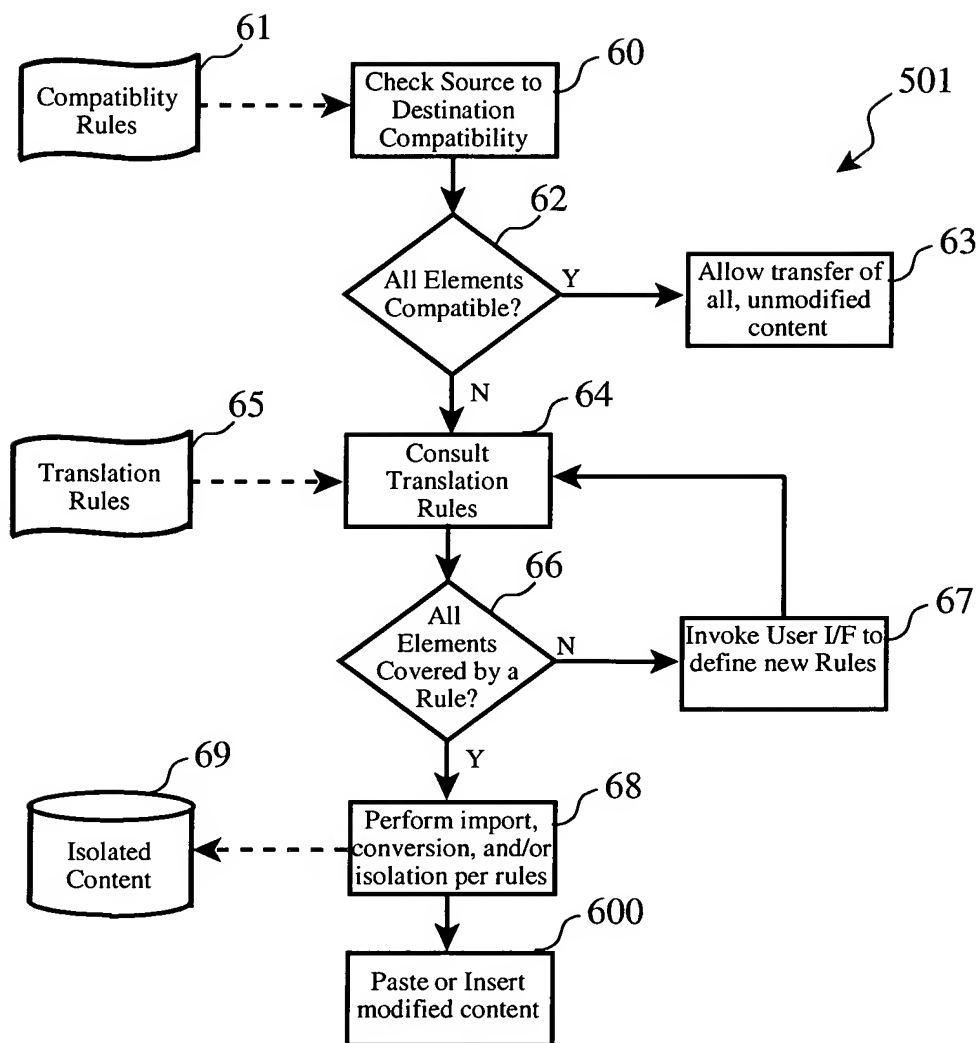 61
Compatiblity
Rules
60
Check Source to
Destination
Compatibility
501
62
All Elements
Compatible?
Y
63
Allow transfer of
all, unmodified
content
N
65
Translation
Rules
64
Consult
Translation
Rules
66
All
Elements
Covered by a
Rule?
N
67
Invoke User I/F to
define new Rules
Y
69
Isolated
Content
68
Perform import,
conversion, and/or
isolation per rules
600
Paste or Insert
modified content